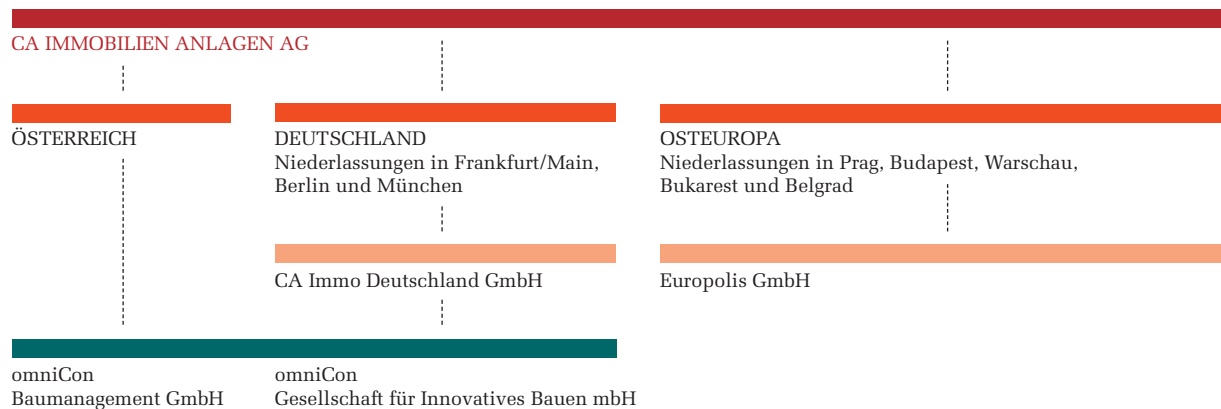 CA IMMOBILIEN ANLAGEN AG
ÖSTERREICH
DEUTSCHLAND
Niederlassungen in Frankfurt/Main,
Berlin und München
OSTEUROPA
Niederlassungen in Prag, Budapest, Warschau,
Bukarest und Belgrad
CA Immo Deutschland GmbH
Europolis GmbH
omniCon
Baumanagement GmbH
omniCon
Gesellschaft für Innovatives Bauen mbH